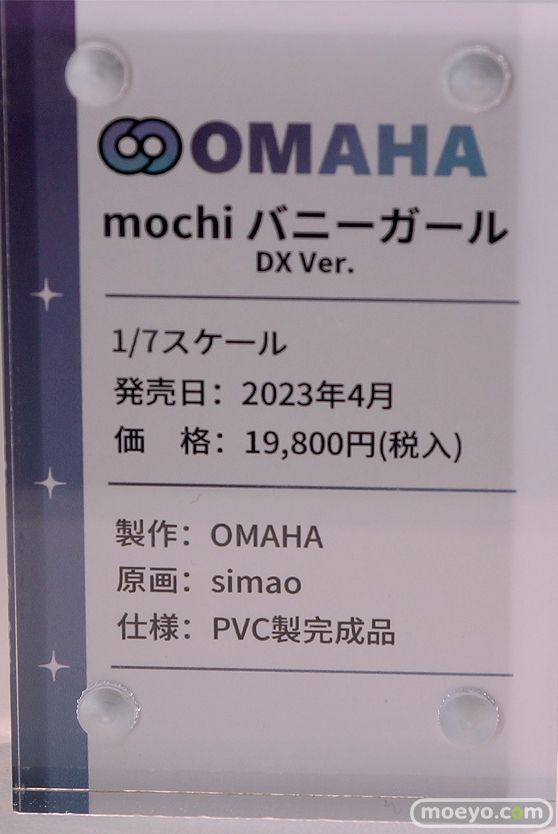 OMAHA
mochi バニーガール
DX Ver.
1/7スケール
発売日：2023年4月
価　格：19,800円(税入)
製作：OMAHA
原画：simao
仕様：PVC製完成品
moeyo.com